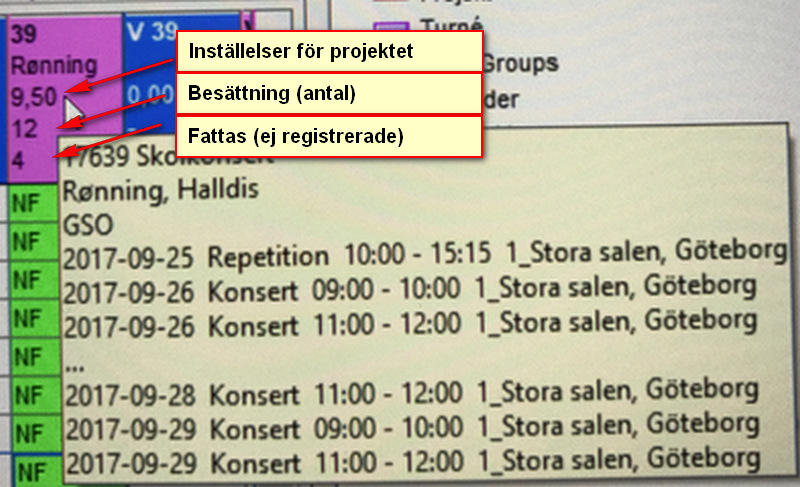 39
V 39
Turné
Rønning
Groups
9,50
0,00
der
12
4
Inställelser för projektet
Besättning (antal)
Fattas (ej registrerade)
17639 Skolkonsert
Rønning, Halldis
GSO
2017-09-25 Repetition 10:00 - 15:15 1_Stora salen, Göteborg
2017-09-26 Konsert 09:00 - 10:00 1_Stora salen, Göteborg
2017-09-26 Konsert 11:00 - 12:00 1_Stora salen, Göteborg
...
2017-09-28 Konsert 11:00 - 12:00 1_Stora salen, Göteborg
2017-09-29 Konsert 09:00 - 10:00 1_Stora salen, Göteborg
2017-09-29 Konsert 11:00 - 12:00 1_Stora salen, Göteborg
NF
NF
NF
NF
NF
NF
NF
NF